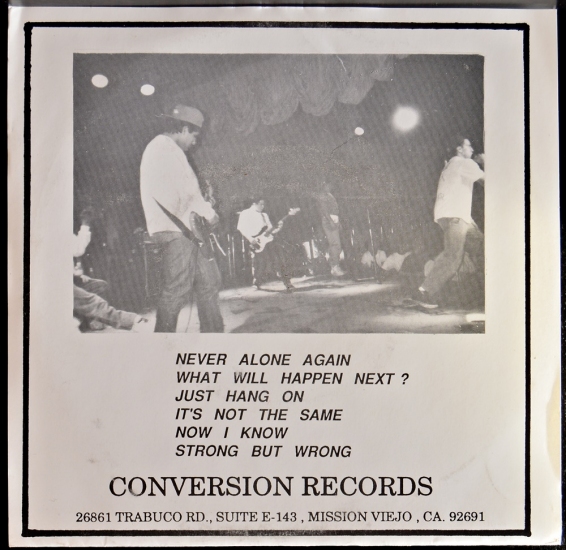 NEVER ALONE AGAIN
WHAT WILL HAPPEN NEXT ?
JUST HANG ON
IT'S NOT THE SAME
NOW I KNOW
STRONG BUT WRONG
CONVERSION RECORDS
26861 TRABUCO RD., SUITE E-143 , MISSION VIEJO , CA. 92691